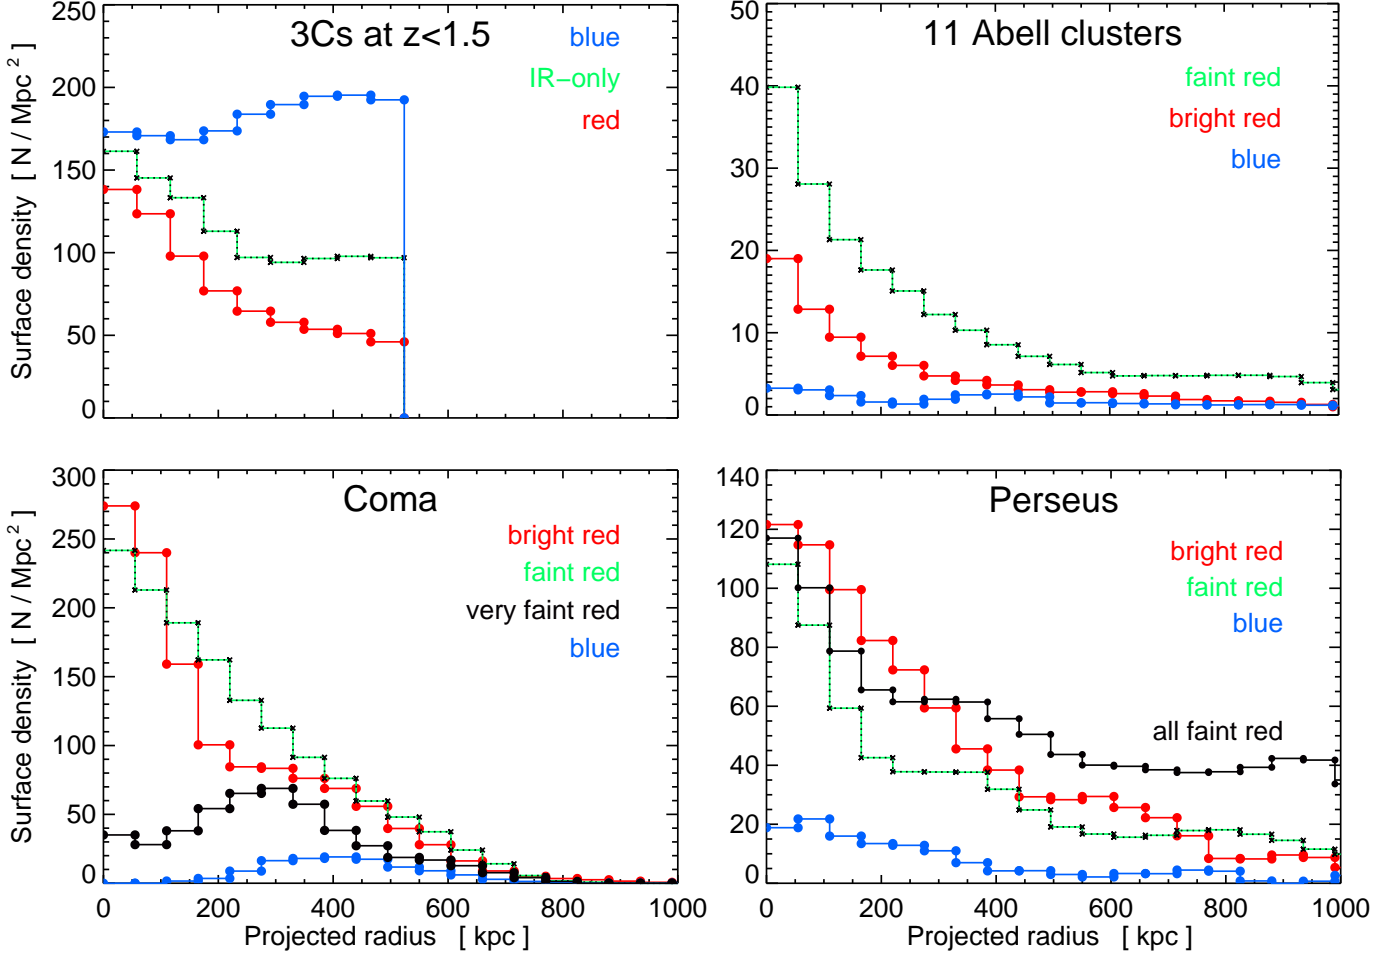 3Cs at z<1.5
blue
IR−only
red
Surface density [ N / Mpc 2 ]
250
200
150
100
50
0
11 Abell clusters
faint red
bright red
blue
50
40
30
20
10
0
Coma
bright red
faint red
very faint red
blue
Surface density [ N / Mpc 2 ]
300
250
200
150
100
50
0
0 200 400 600 800 1000
Projected radius [ kpc ]
Perseus
bright red
faint red
blue
all faint red
140
120
100
80
60
40
20
0
0 200 400 600 800 1000
Projected radius [ kpc ]